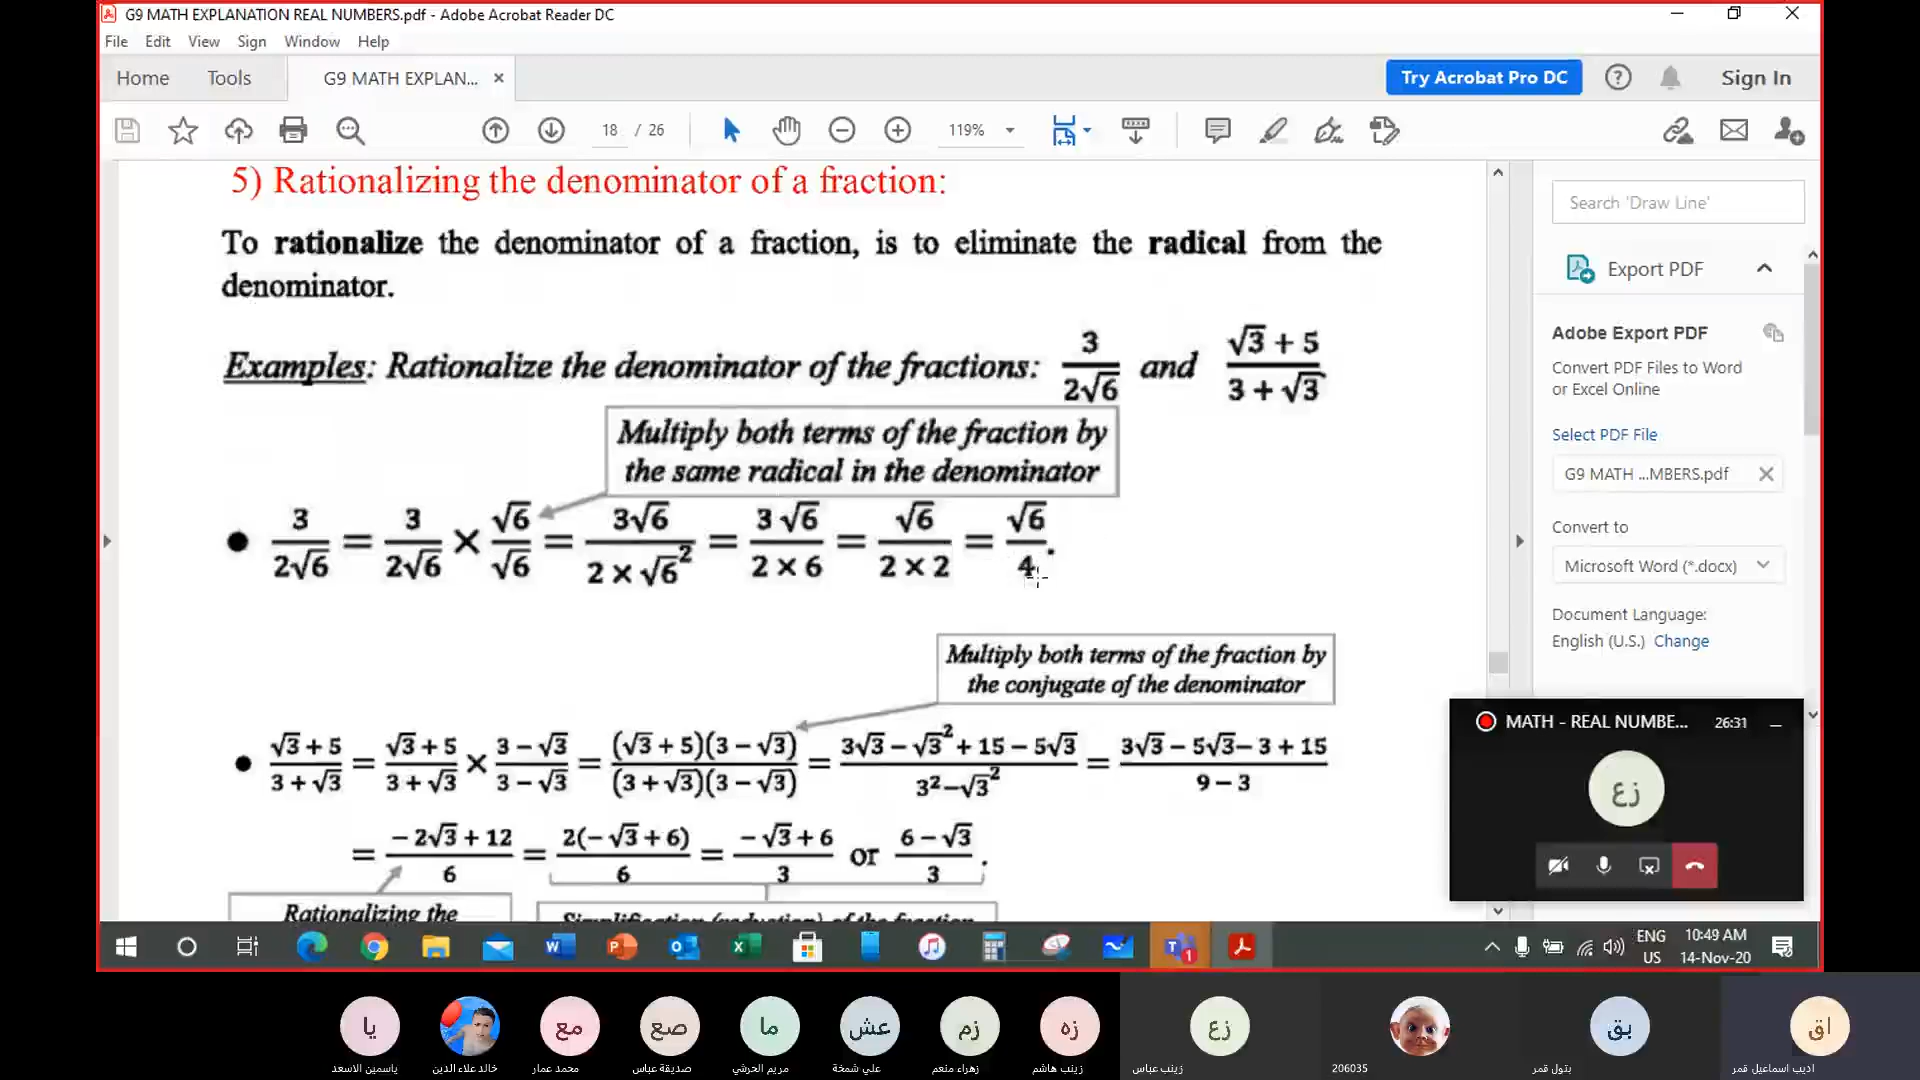 G9 MATH EXPLANATION REAL NUMBERS.pdf - Adobe Acrobat Reader DC
File Edit View Sign Window Help
Home Tools G9 MATH EXPLAN... ×
Try Acrobat Pro DC Sign In
18 / 26 119%
5) Rationalizing the denominator of a fraction:
To rationalize the denominator of a fraction, is to eliminate the radical from the
denominator.
Examples: Rationalize the denominator of the fractions: 3/(2√6) and (√3 + 5)/(3 + √3)
Multiply both terms of the fraction by
the same radical in the denominator
● 3/(2√6) = 3/(2√6) × √6/√6 = 3√6/(2 × √6²) = 3√6/(2 × 6) = √6/(2 × 2) = √6/4.
Multiply both terms of the fraction by
the conjugate of the denominator
● (√3 + 5)/(3 + √3) = (√3 + 5)/(3 + √3) × (3 − √3)/(3 − √3) = (√3 + 5)(3 − √3)/(3 + √3)(3 − √3) = (3√3 − √3² + 15 − 5√3)/(3² − √3²) = (3√3 − 5√3 − 3 + 15)/(9 − 3)
= (− 2√3 + 12)/6 = 2(− √3 + 6)/6 = (− √3 + 6)/3 or (6 − √3)/3.
Rationalizing the
Simplification (reduction) of the fraction
Search 'Draw Line'
Export PDF
Adobe Export PDF
Convert PDF Files to Word
or Excel Online
Select PDF File
G9 MATH ...MBERS.pdf
Convert to
Microsoft Word (*.docx)
Document Language:
English (U.S.) Change
MATH - REAL NUMBE... 26:31
زع
ENG
US
10:49 AM
14-Nov-20
يا مع صع ما عش زم زه زع بق اق
ياسمين الاسعد خالد علاء الدين محمد عمار صديقة عباس مريم الحرشي علي شمخة زهراء منعم زينب هاشم زينب عباس 206035 بتول قمر اديب اسماعيل قمر